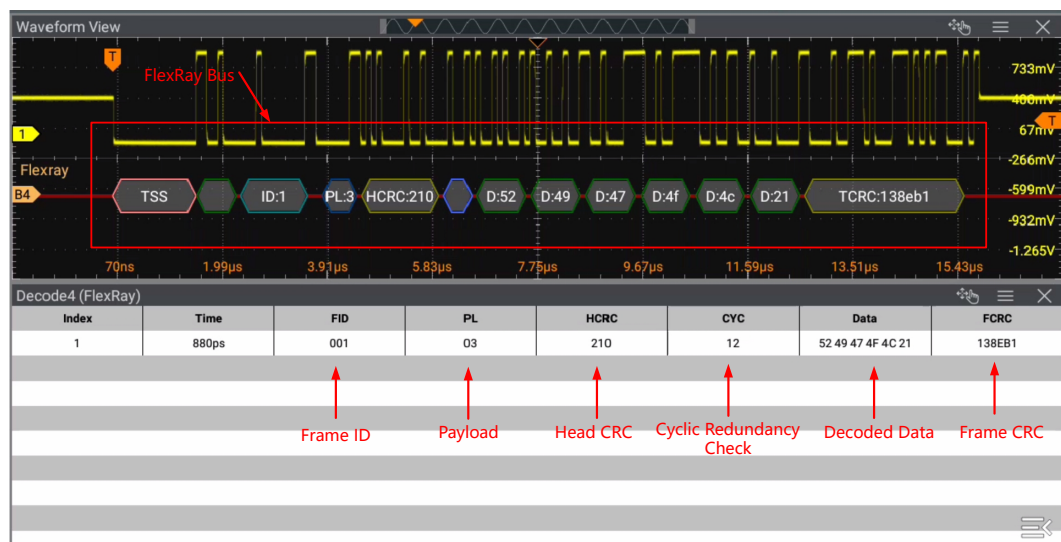 Waveform View
T
FlexRay Bus
733mV
400mV
T
1
67mV
-266mV
Flexray
B4
TSS
ID:1
PL:3
HCRC:210
D:52
D:49
D:47
D:4f
D:4c
D:21
TCRC:138eb1
-599mV
-932mV
-1.265V
70ns 1.99μs 3.91μs 5.83μs 7.75μs 9.67μs 11.59μs 13.51μs 15.43μs
Decode4 (FlexRay)
Index Time FID PL HCRC CYC Data FCRC
1 880ps 001 03 210 12 52 49 47 4F 4C 21 138EB1
Frame ID
Payload
Head CRC
Cyclic Redundancy
Check
Decoded Data
Frame CRC